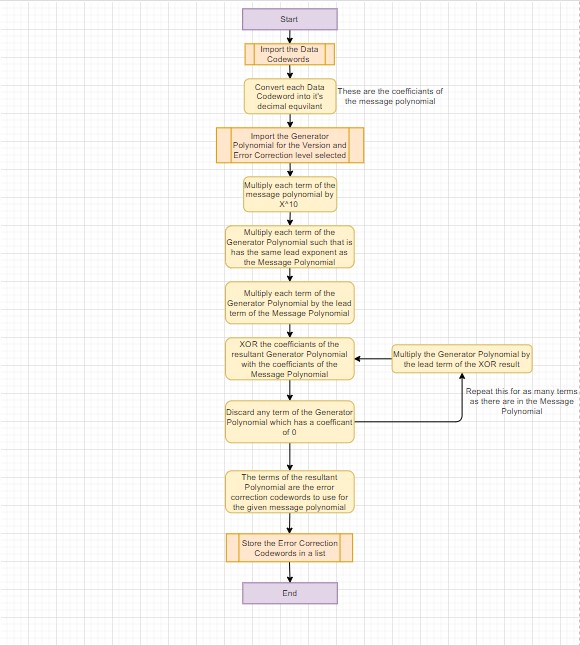 Start
Import the Data
Codewords
Convert each Data
Codeword into it's
decimal equvilant
These are the coefficiants of
the message polynomial
Import the Generator
Polynomial for the Version and
Error Correction level selected
Multiply each term of the
message polynomial by
X^10
Multiply each term of the
Generator Polynomial such that is
has the same lead exponent as
the Message Polynomial
Multiply each term of the
Generator Polynomial by the lead
term of the Message Polynomial
XOR the coefficiants of the
resultant Generator Polynomial
with the coefficiants of the
Message Polynomial
Multiply the Generator Polynomial by
the lead term of the XOR result
Repeat this for as many terms
as there are in the Message
Polynomial
Discard any term of the Generator
Polynomial which has a coefficant
of 0
The terms of the resultant
Polynomial are the error
correction codewords to use for
the given message polynomial
Store the Error Correction
Codewords in a list
End